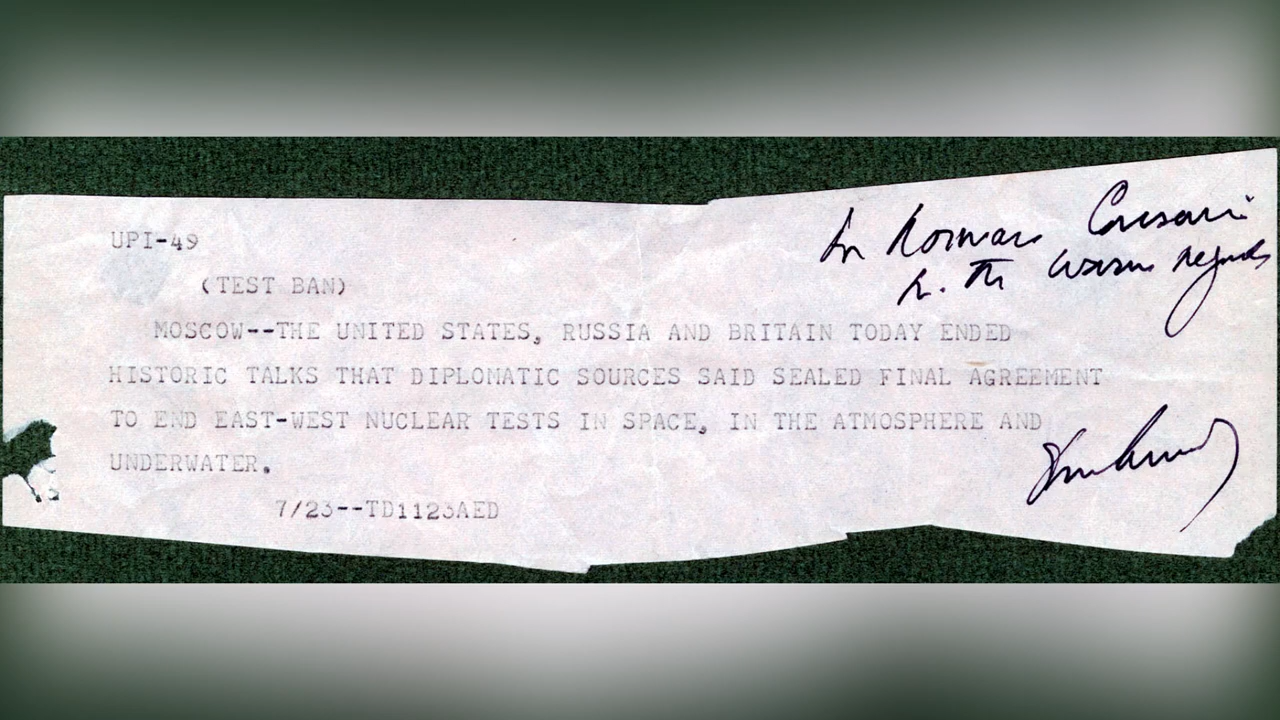 UPI-49
(TEST BAN)
MOSCOW--THE UNITED STATES, RUSSIA AND BRITAIN TODAY ENDED
HISTORIC TALKS THAT DIPLOMATIC SOURCES SAID SEALED FINAL AGREEMENT
TO END EAST-WEST NUCLEAR TESTS IN SPACE, IN THE ATMOSPHERE AND
UNDERWATER.
7/23--TD1123AED
Norman Cousins
warm regards